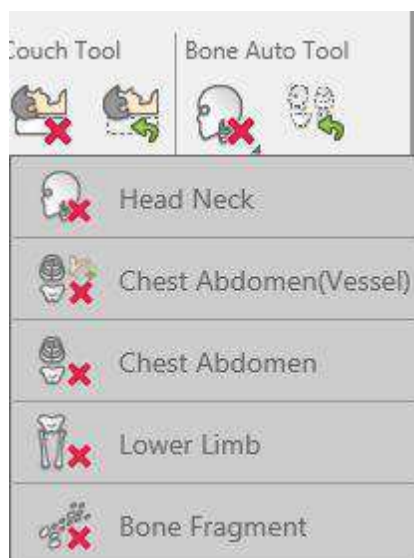 Couch Tool
Bone Auto Tool
Head Neck
Chest Abdomen(Vessel)
Chest Abdomen
Lower Limb
Bone Fragment